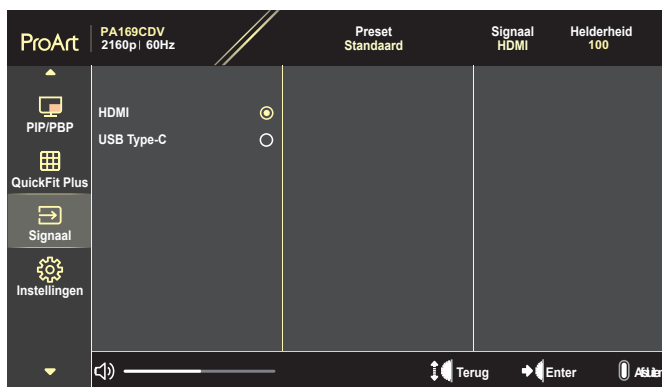 ProArt
PA169CDV
2160p| 60Hz
Preset
Standaard
Signaal
HDMI
Helderheid
100
PIP/PBP
QuickFit Plus
Signaal
Instellingen
HDMI
USB Type-C
Terug
Enter